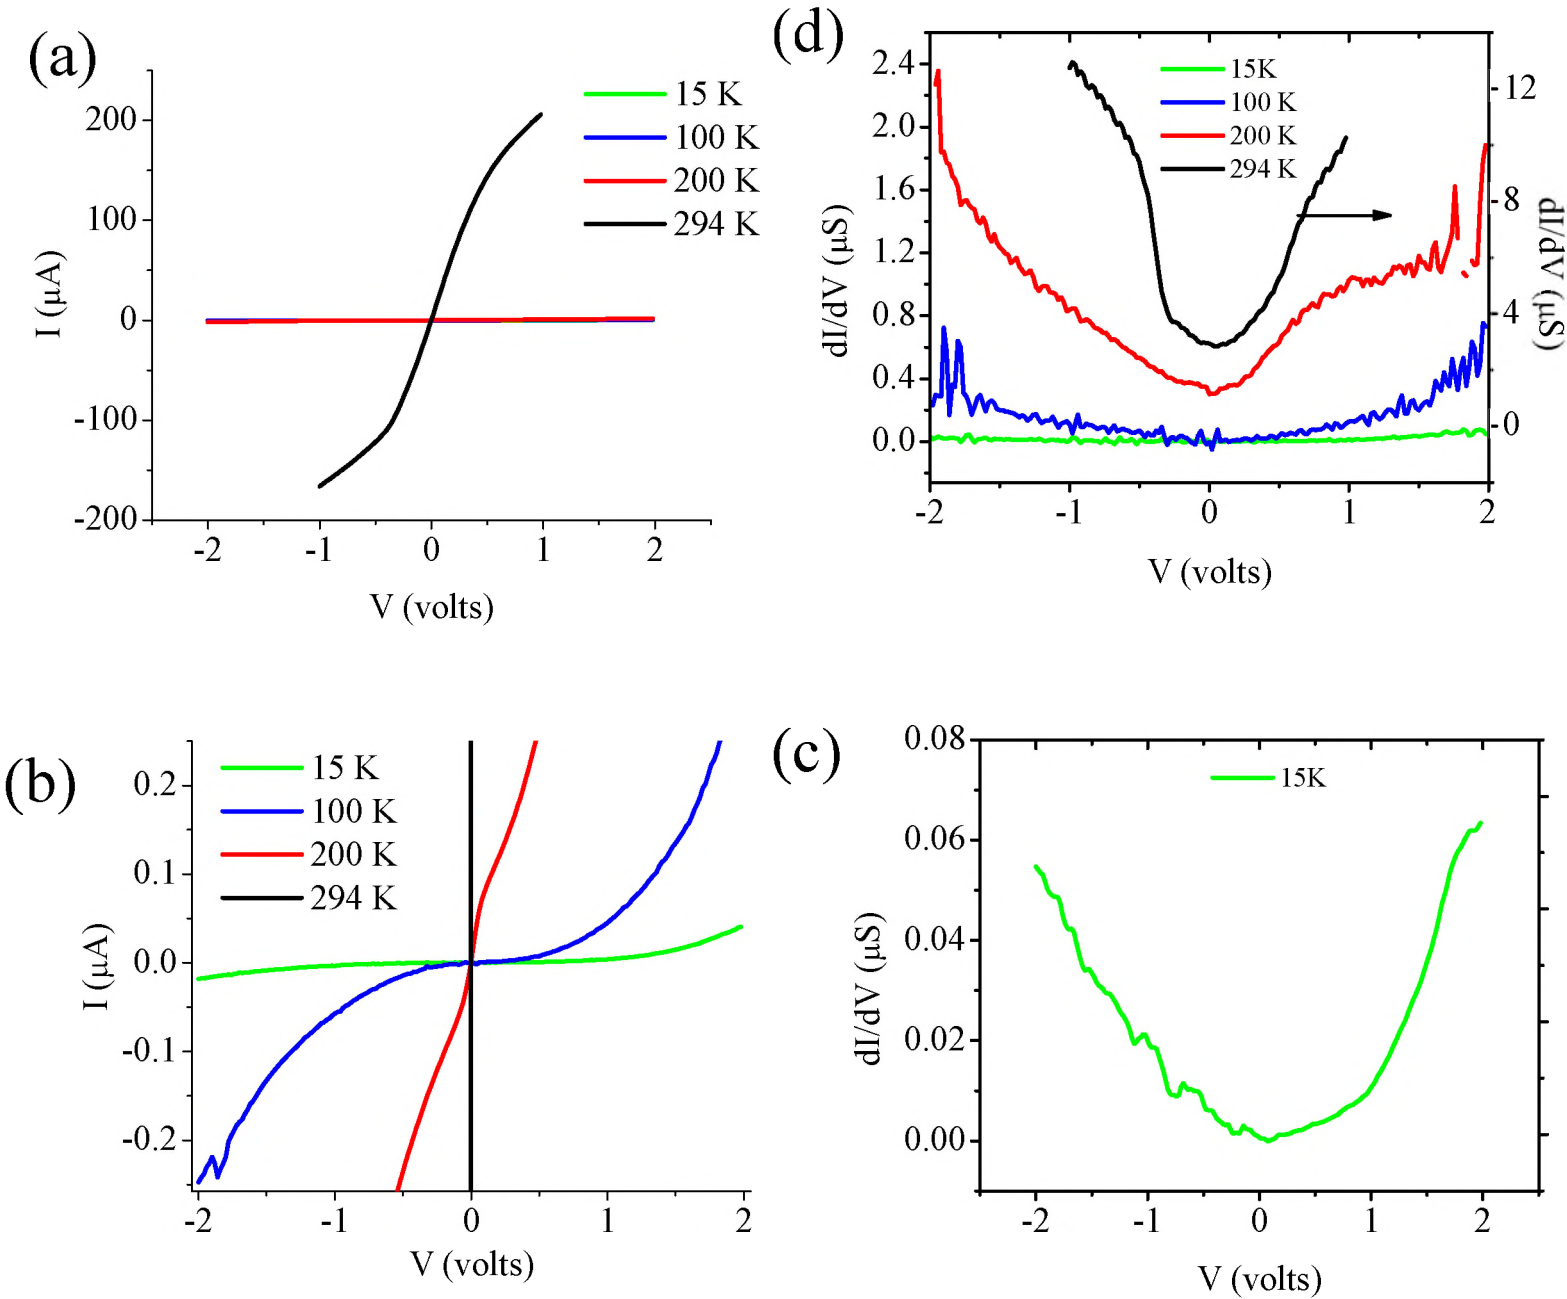 (a)
200
100
0
-100
-200
-2 -1 0 1 2
I (μA)
V (volts)
15 K
100 K
200 K
294 K
(d)
2.4
2.0
1.6
1.2
0.8
0.4
0.0
-2 -1 0 1 2
12
8
4
0
dI/dV (μS)
dI/dV (μS)
V (volts)
15K
100 K
200 K
294 K
(b)
0.2
0.1
0.0
-0.1
-0.2
-2 -1 0 1 2
I (μA)
V (volts)
15 K
100 K
200 K
294 K
(c)
0.08
0.06
0.04
0.02
0.00
-2 -1 0 1 2
dI/dV (μS)
V (volts)
15K